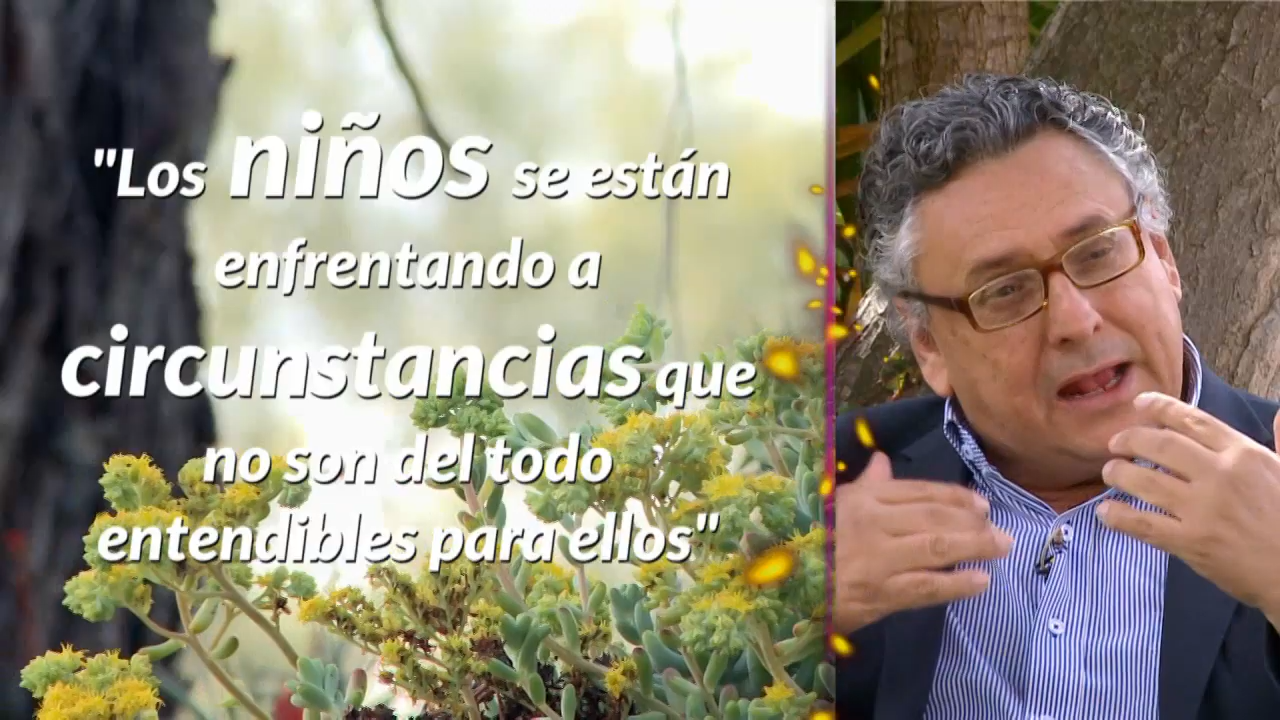 "Los niños se están
enfrentando a
circunstancias que
no son del todo
entendibles para ellos"